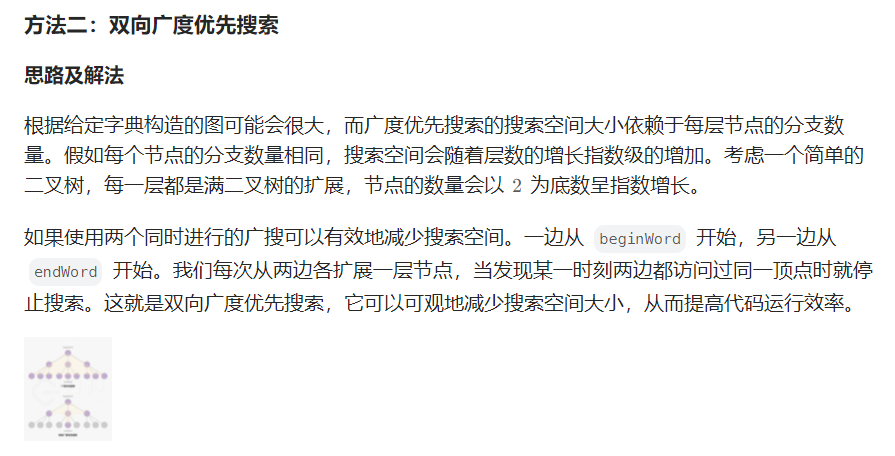 方法二：双向广度优先搜索
思路及解法
根据给定字典构造的图可能会很大，而广度优先搜索的搜索空间大小依赖于每层节点的分支数
量。假如每个节点的分支数量相同，搜索空间会随着层数的增长指数级的增加。考虑一个简单的
二叉树，每一层都是满二叉树的扩展，节点的数量会以 2 为底数呈指数增长。
如果使用两个同时进行的广搜可以有效地减少搜索空间。一边从 beginWord 开始，另一边从
endWord 开始。我们每次从两边各扩展一层节点，当发现某一时刻两边都访问过同一顶点时就停
止搜索。这就是双向广度优先搜索，它可以可观地减少搜索空间大小，从而提高代码运行效率。